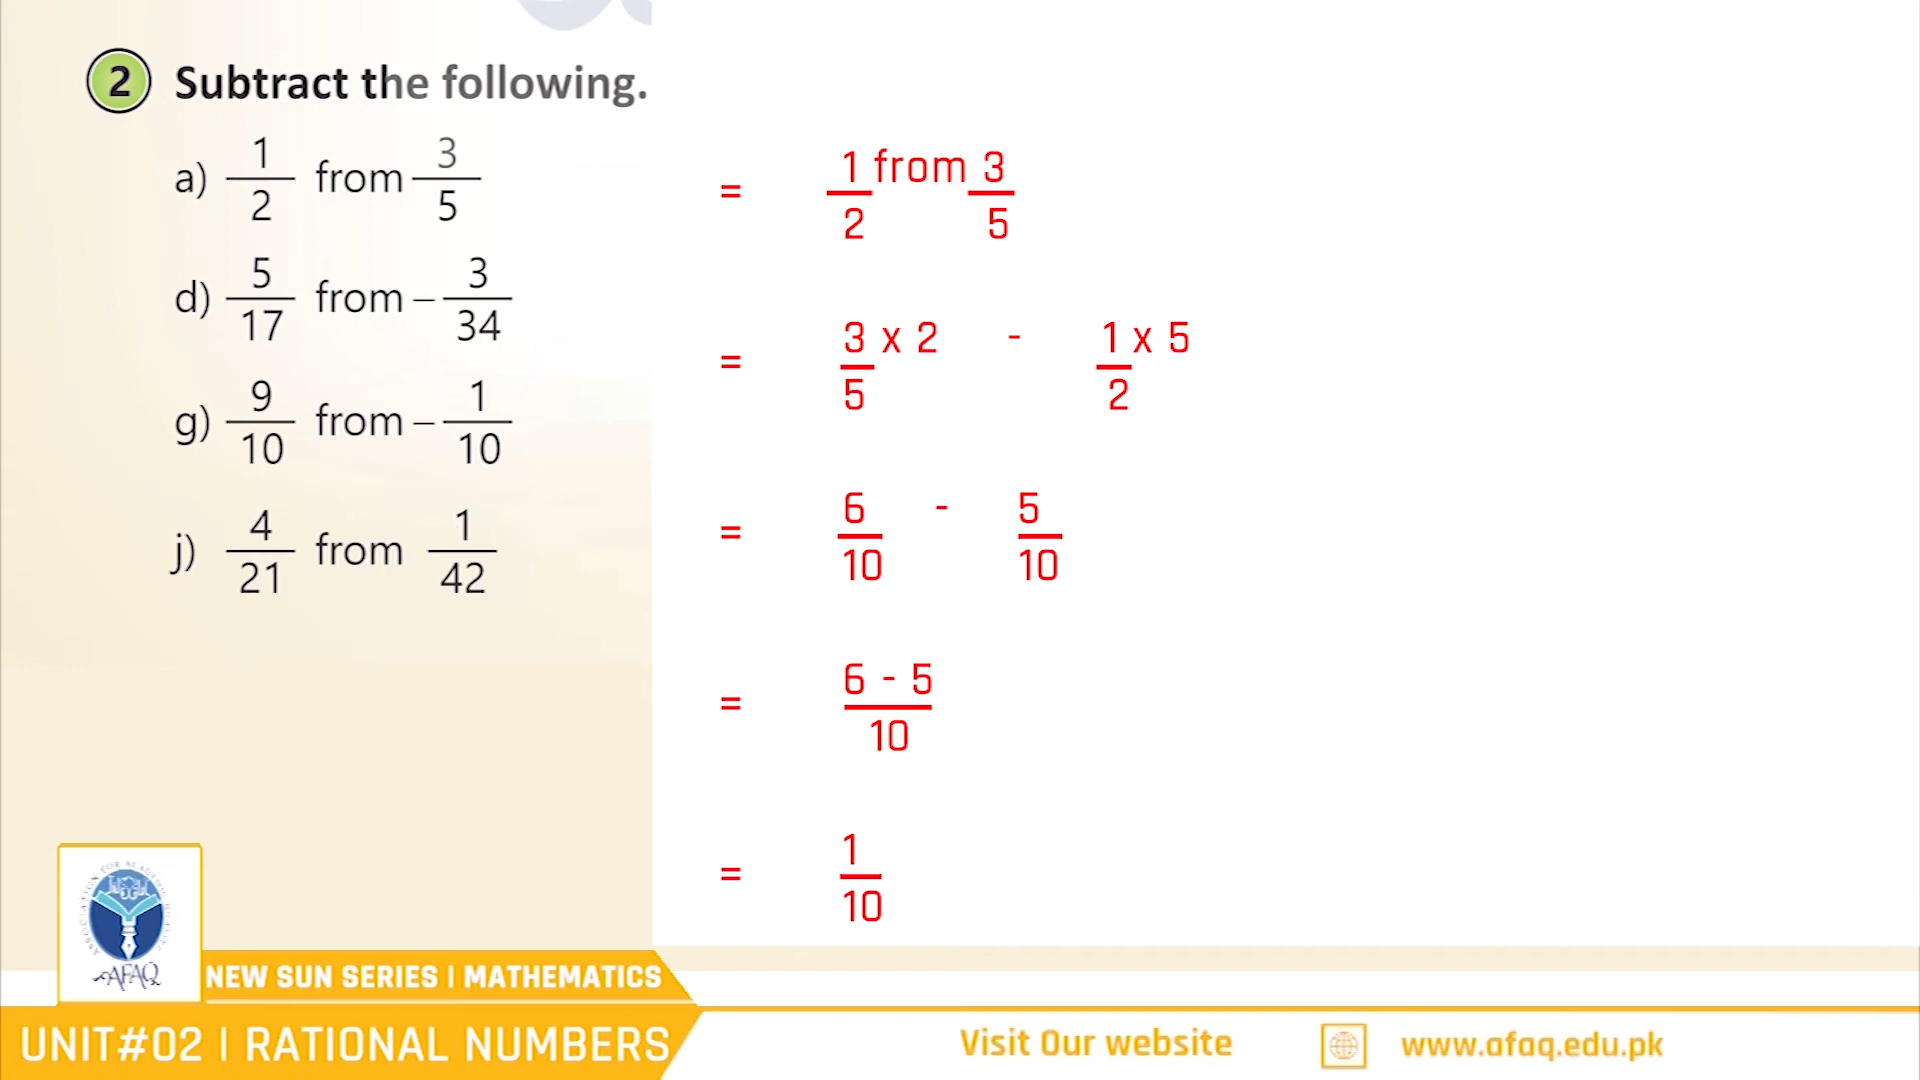 2 Subtract the following.
a) 1/2 from 3/5
d) 5/17 from – 3/34
g) 9/10 from – 1/10
j) 4/21 from 1/42
= 1/2 from 3/5
= 3/5 x 2 - 1/2 x 5
= 6/10 - 5/10
= 6 - 5/10
= 1/10
AFAQ
NEW SUN SERIES | MATHEMATICS
UNIT#02 | RATIONAL NUMBERS
Visit Our website
www.afaq.edu.pk